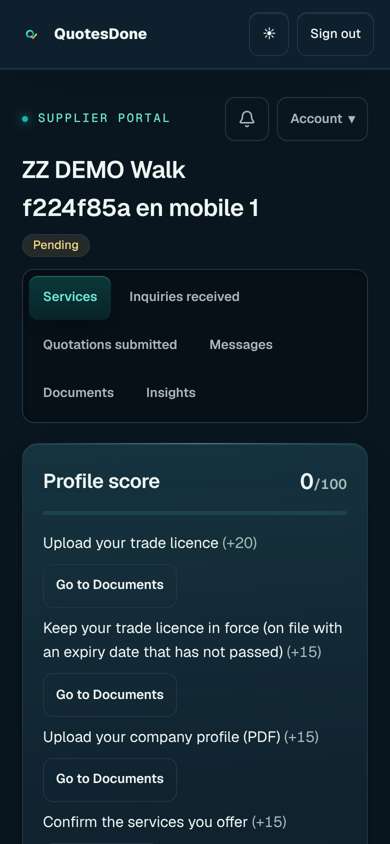 QuotesDone
Sign out
SUPPLIER PORTAL
Account ▾
ZZ DEMO Walk
f224f85a en mobile 1
Pending
Services
Inquiries received
Quotations submitted
Messages
Documents
Insights
Profile score
0/100
Upload your trade licence (+20)
Go to Documents
Keep your trade licence in force (on file with
an expiry date that has not passed) (+15)
Go to Documents
Upload your company profile (PDF) (+15)
Go to Documents
Confirm the services you offer (+15)